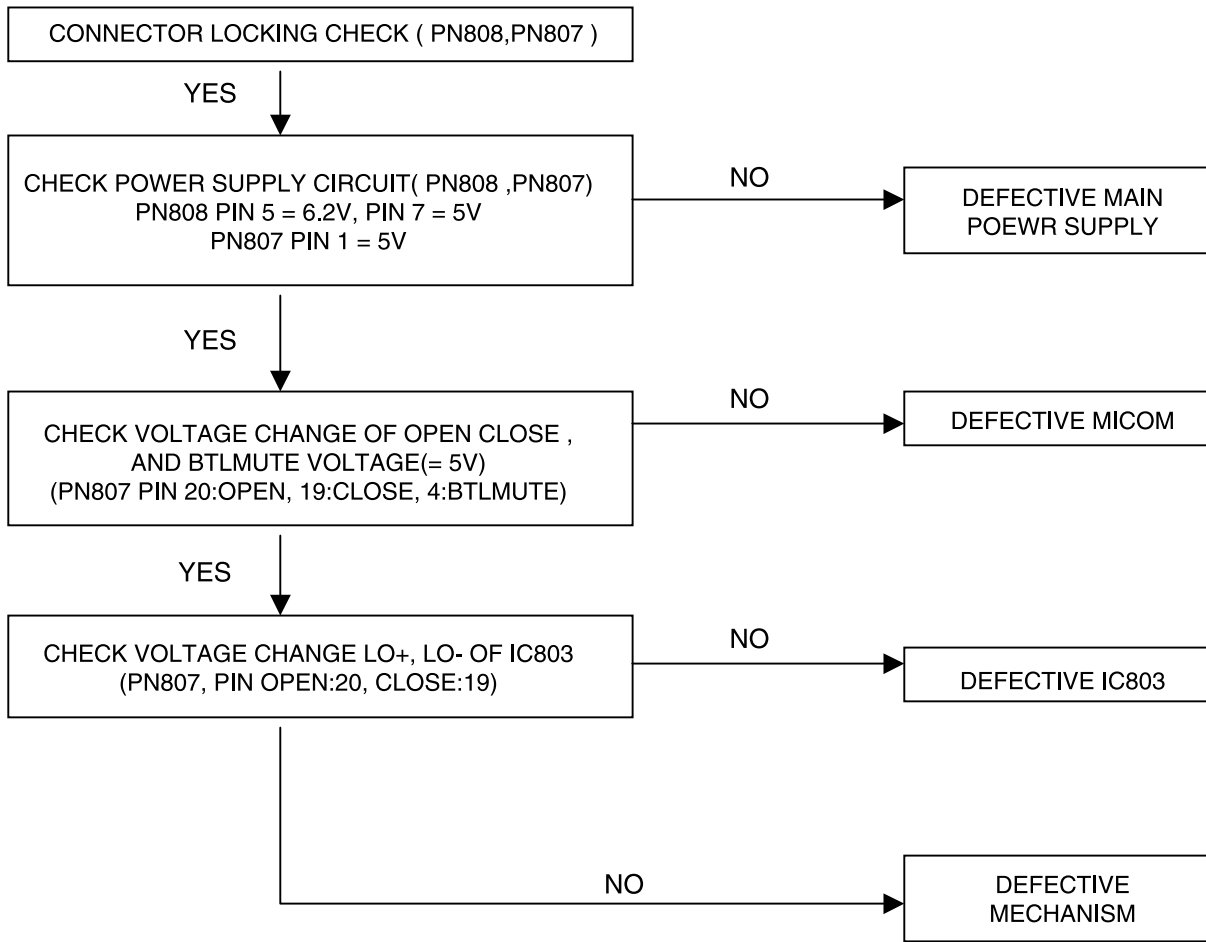 CONNECTOR LOCKING CHECK ( PN808,PN807 )
YES
CHECK POWER SUPPLY CIRCUIT( PN808 ,PN807)
PN808 PIN 5 = 6.2V, PIN 7 = 5V
PN807 PIN 1 = 5V
NO
DEFECTIVE MAIN
POEWR SUPPLY
YES
CHECK VOLTAGE CHANGE OF OPEN CLOSE ,
AND BTLMUTE VOLTAGE(= 5V)
(PN807 PIN 20:OPEN, 19:CLOSE, 4:BTLMUTE)
NO
DEFECTIVE MICOM
YES
CHECK VOLTAGE CHANGE LO+, LO- OF IC803
(PN807, PIN OPEN:20, CLOSE:19)
NO
DEFECTIVE IC803
NO
DEFECTIVE
MECHANISM